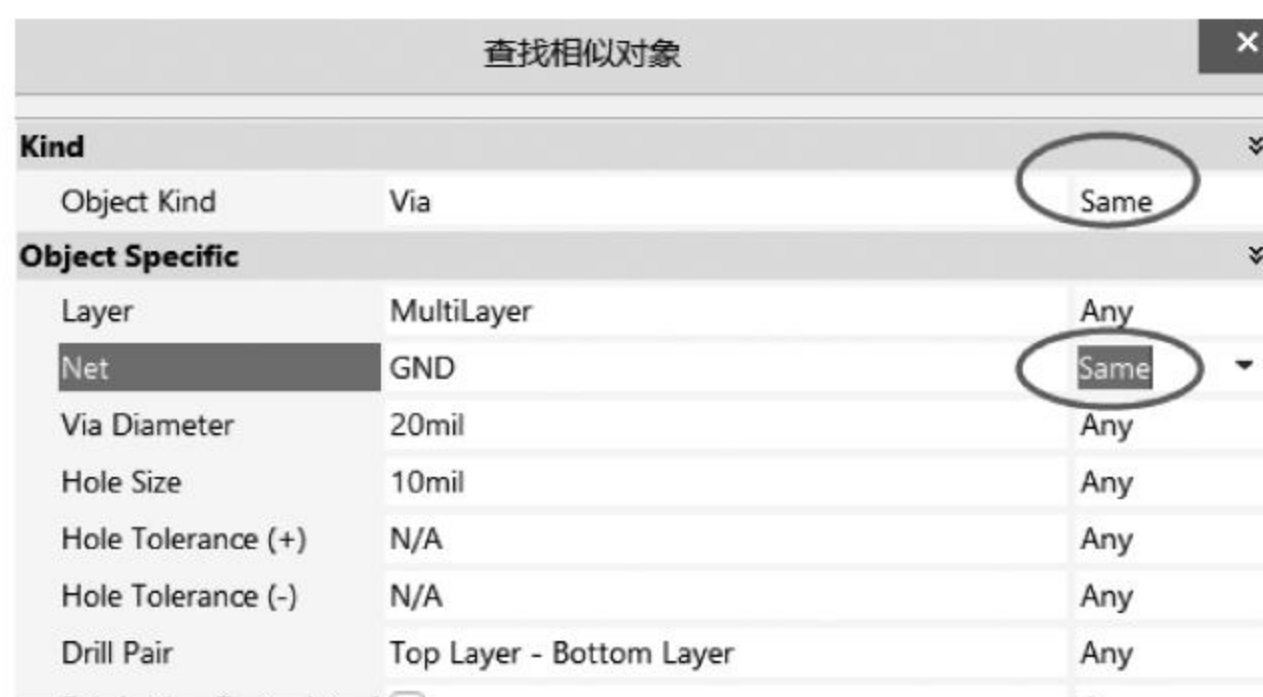 查找相似对象 ×
Kind
Object Kind Via Same
Object Specific
Layer MultiLayer Any
Net GND Same
Via Diameter 20mil Any
Hole Size 10mil Any
Hole Tolerance (+) N/A Any
Hole Tolerance (-) N/A Any
Drill Pair Top Layer - Bottom Layer Any